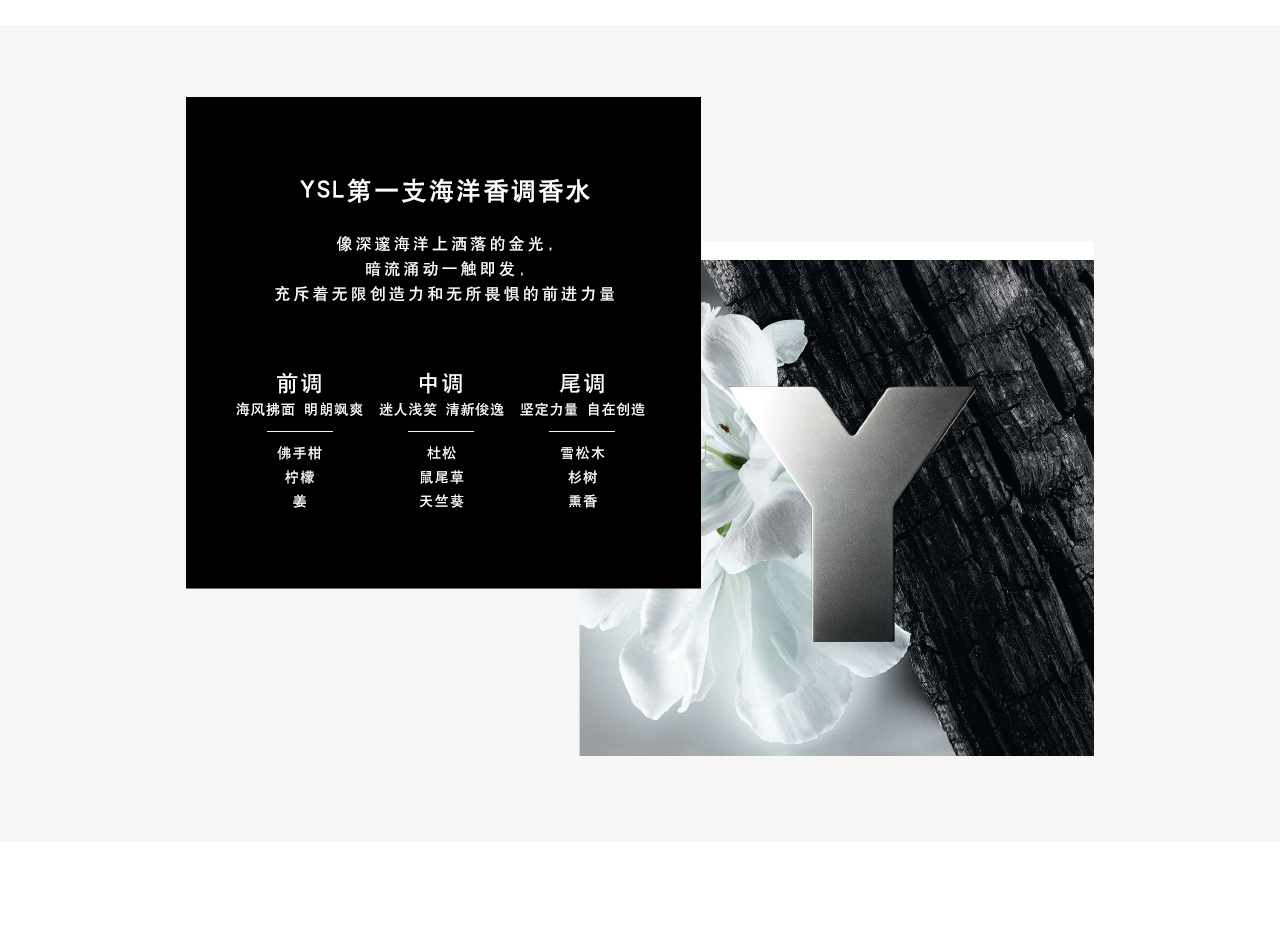 YSL第一支海洋香调香水
像深邃海洋上洒落的金光，
暗流涌动一触即发，
充斥着无限创造力和无所畏惧的前进力量
前调 中调 尾调
海风拂面 明朗飒爽 迷人浅笑 清新俊逸 坚定力量 自在创造
佛手柑 杜松 雪松木
柠檬 鼠尾草 杉树
姜 天竺葵 熏香
Y